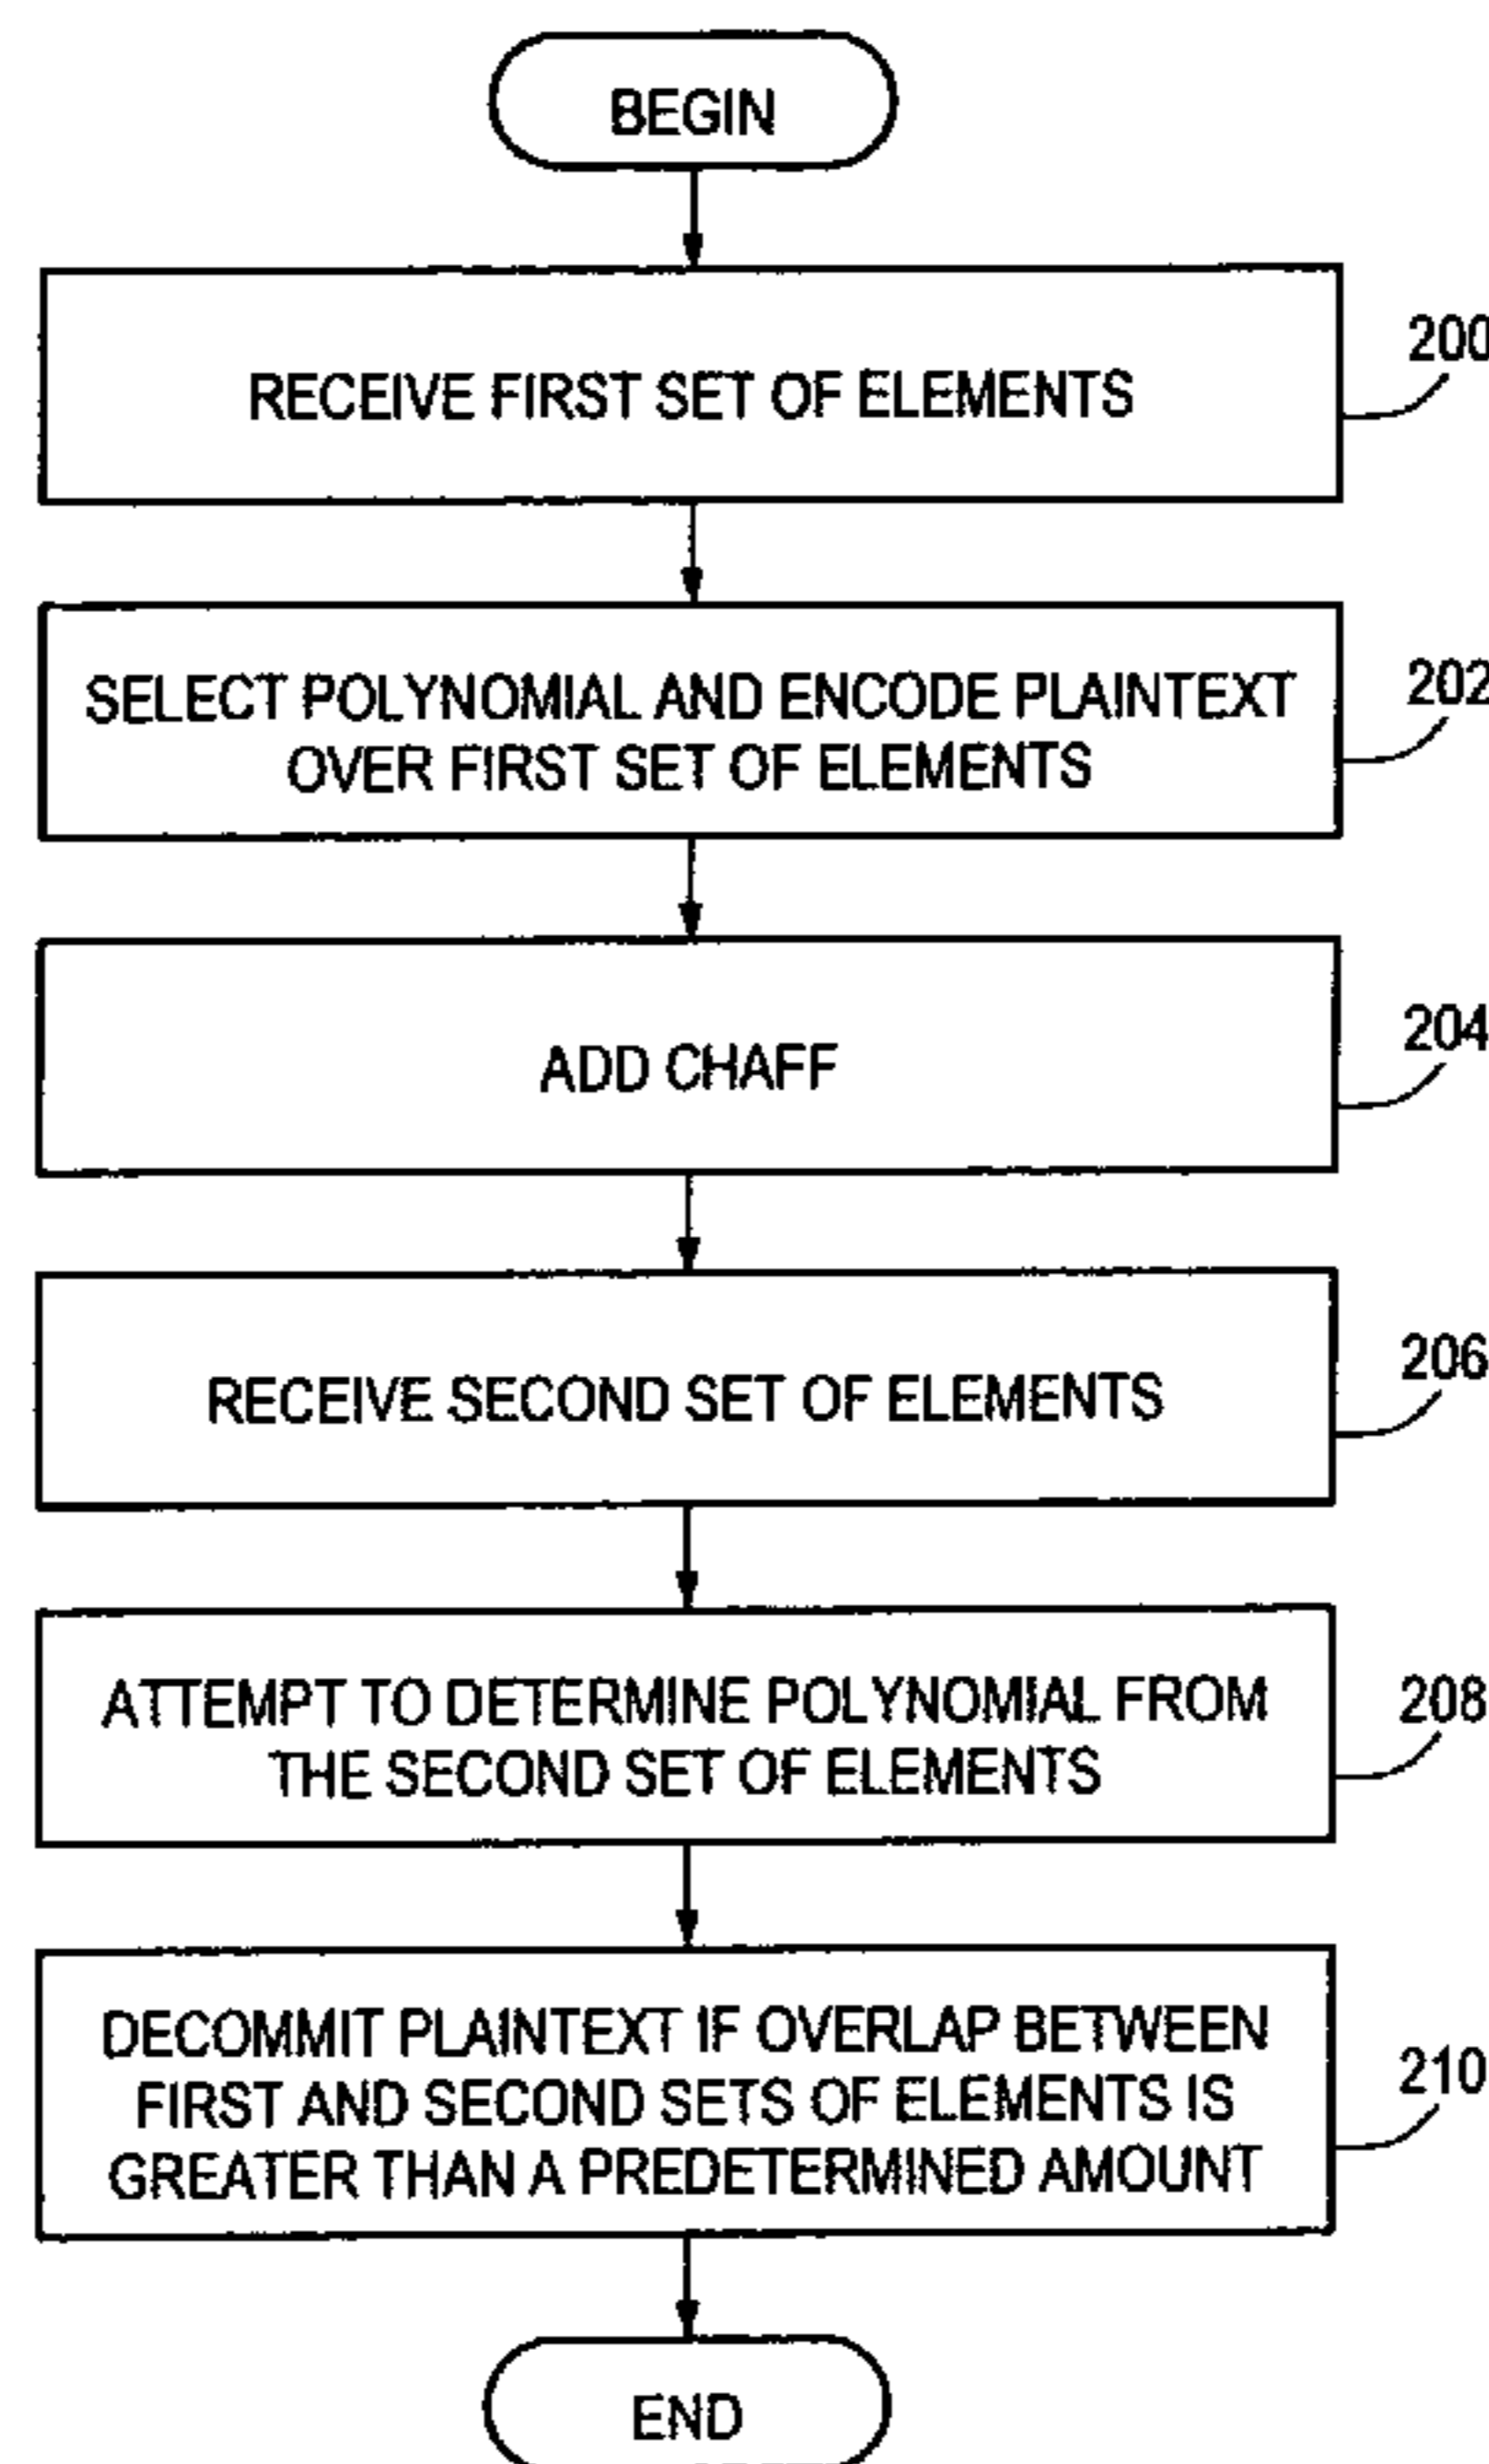 BEGIN
RECEIVE FIRST SET OF ELEMENTS
200
SELECT POLYNOMIAL AND ENCODE PLAINTEXT
OVER FIRST SET OF ELEMENTS
202
ADD CHAFF
204
RECEIVE SECOND SET OF ELEMENTS
206
ATTEMPT TO DETERMINE POLYNOMIAL FROM
THE SECOND SET OF ELEMENTS
208
DECOMMIT PLAINTEXT IF OVERLAP BETWEEN
FIRST AND SECOND SETS OF ELEMENTS IS
GREATER THAN A PREDETERMINED AMOUNT
210
END